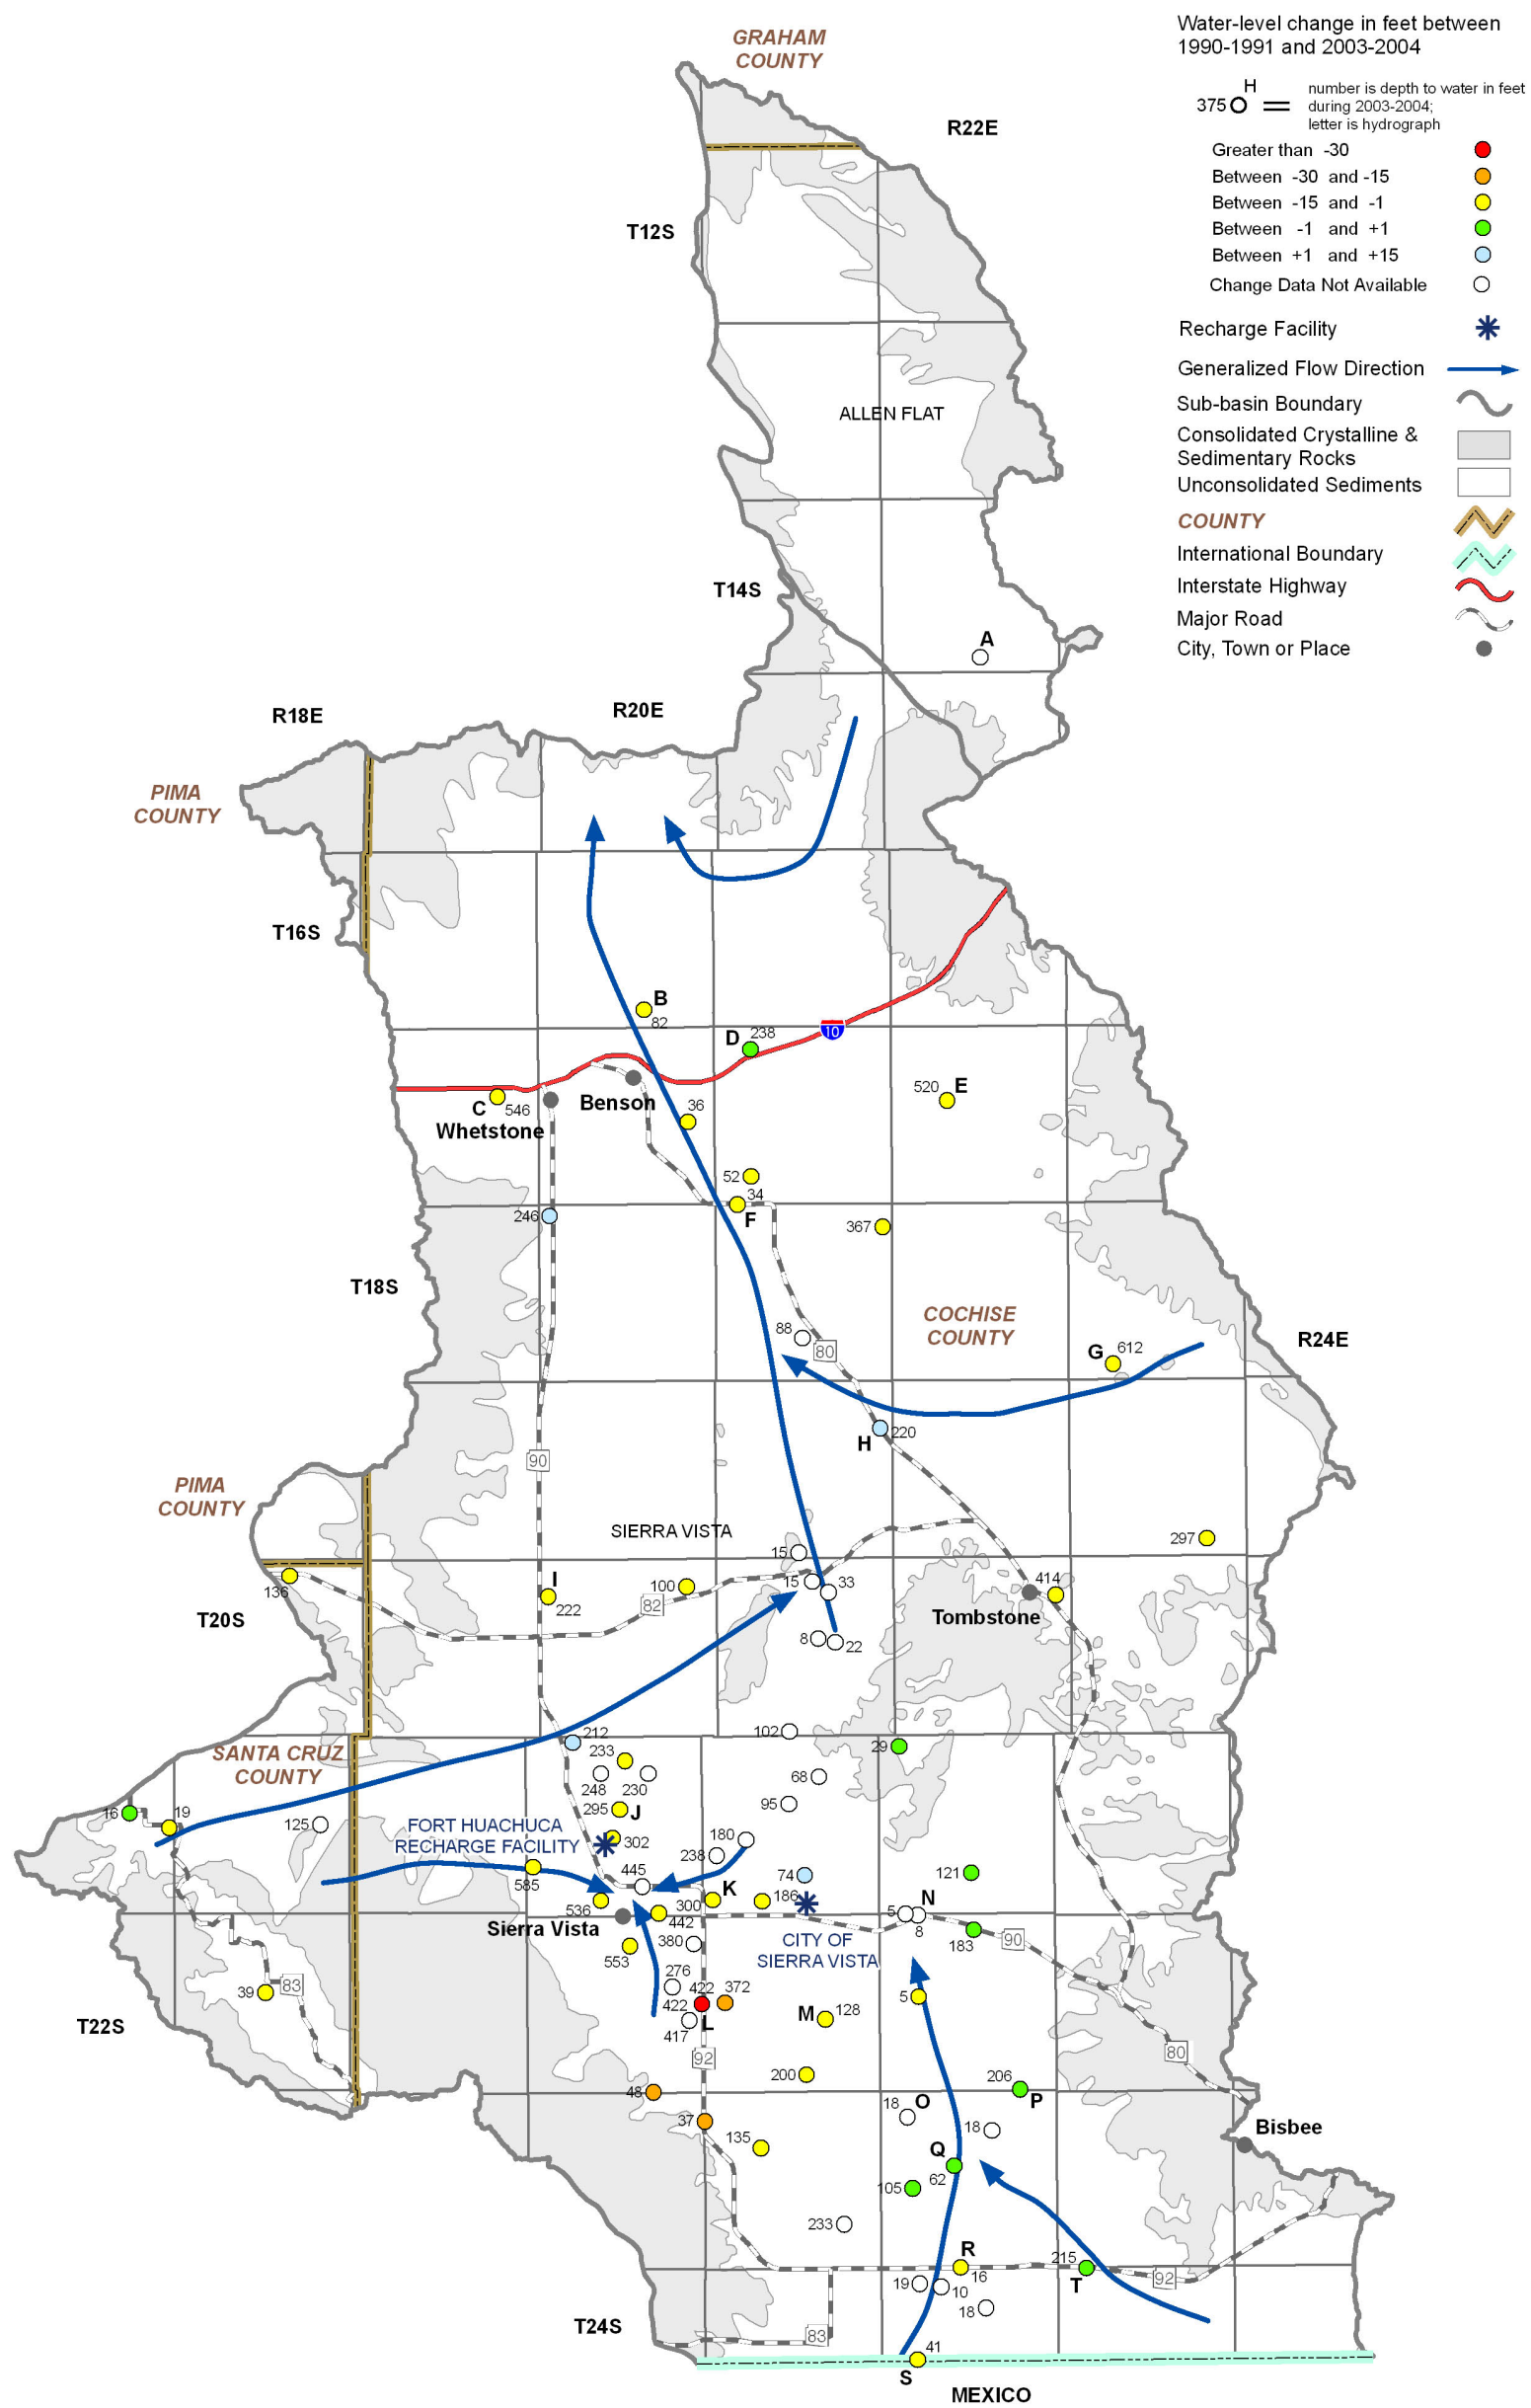 Water-level change in feet between
1990-1991 and 2003-2004
H
375
number is depth to water in feet
during 2003-2004;
letter is hydrograph
Greater than -30
Between -30 and -15
Between -15 and -1
Between -1 and +1
Between +1 and +15
Change Data Not Available
Recharge Facility
Generalized Flow Direction
Sub-basin Boundary
Consolidated Crystalline &
Sedimentary Rocks
Unconsolidated Sediments
COUNTY
International Boundary
Interstate Highway
Major Road
City, Town or Place
GRAHAM
COUNTY
R22E
T12S
ALLEN FLAT
T14S
A
R18E
R20E
PIMA
COUNTY
T16S
B
82
D
238
10
C
546
Whetstone
Benson
36
520
E
52
34
F
246
367
T18S
COCHISE
COUNTY
88
80
G
612
R24E
H
220
90
PIMA
COUNTY
SIERRA VISTA
297
15
136
I
222
100
82
15
33
414
T20S
Tombstone
8
22
102
212
29
SANTA CRUZ
COUNTY
233
248
230
68
95
16
19
125
295
J
FORT HUACHUCA
RECHARGE FACILITY
302
180
238
445
74
121
585
K
186
536
300
442
N
5
8
Sierra Vista
380
183
90
553
CITY OF
SIERRA VISTA
276
39
83
422
372
5
422
L
417
M
128
T22S
92
80
200
206
P
48
18
O
37
18
Bisbee
135
Q
62
105
233
R
16
215
T
92
19
10
18
T24S
83
41
S
MEXICO